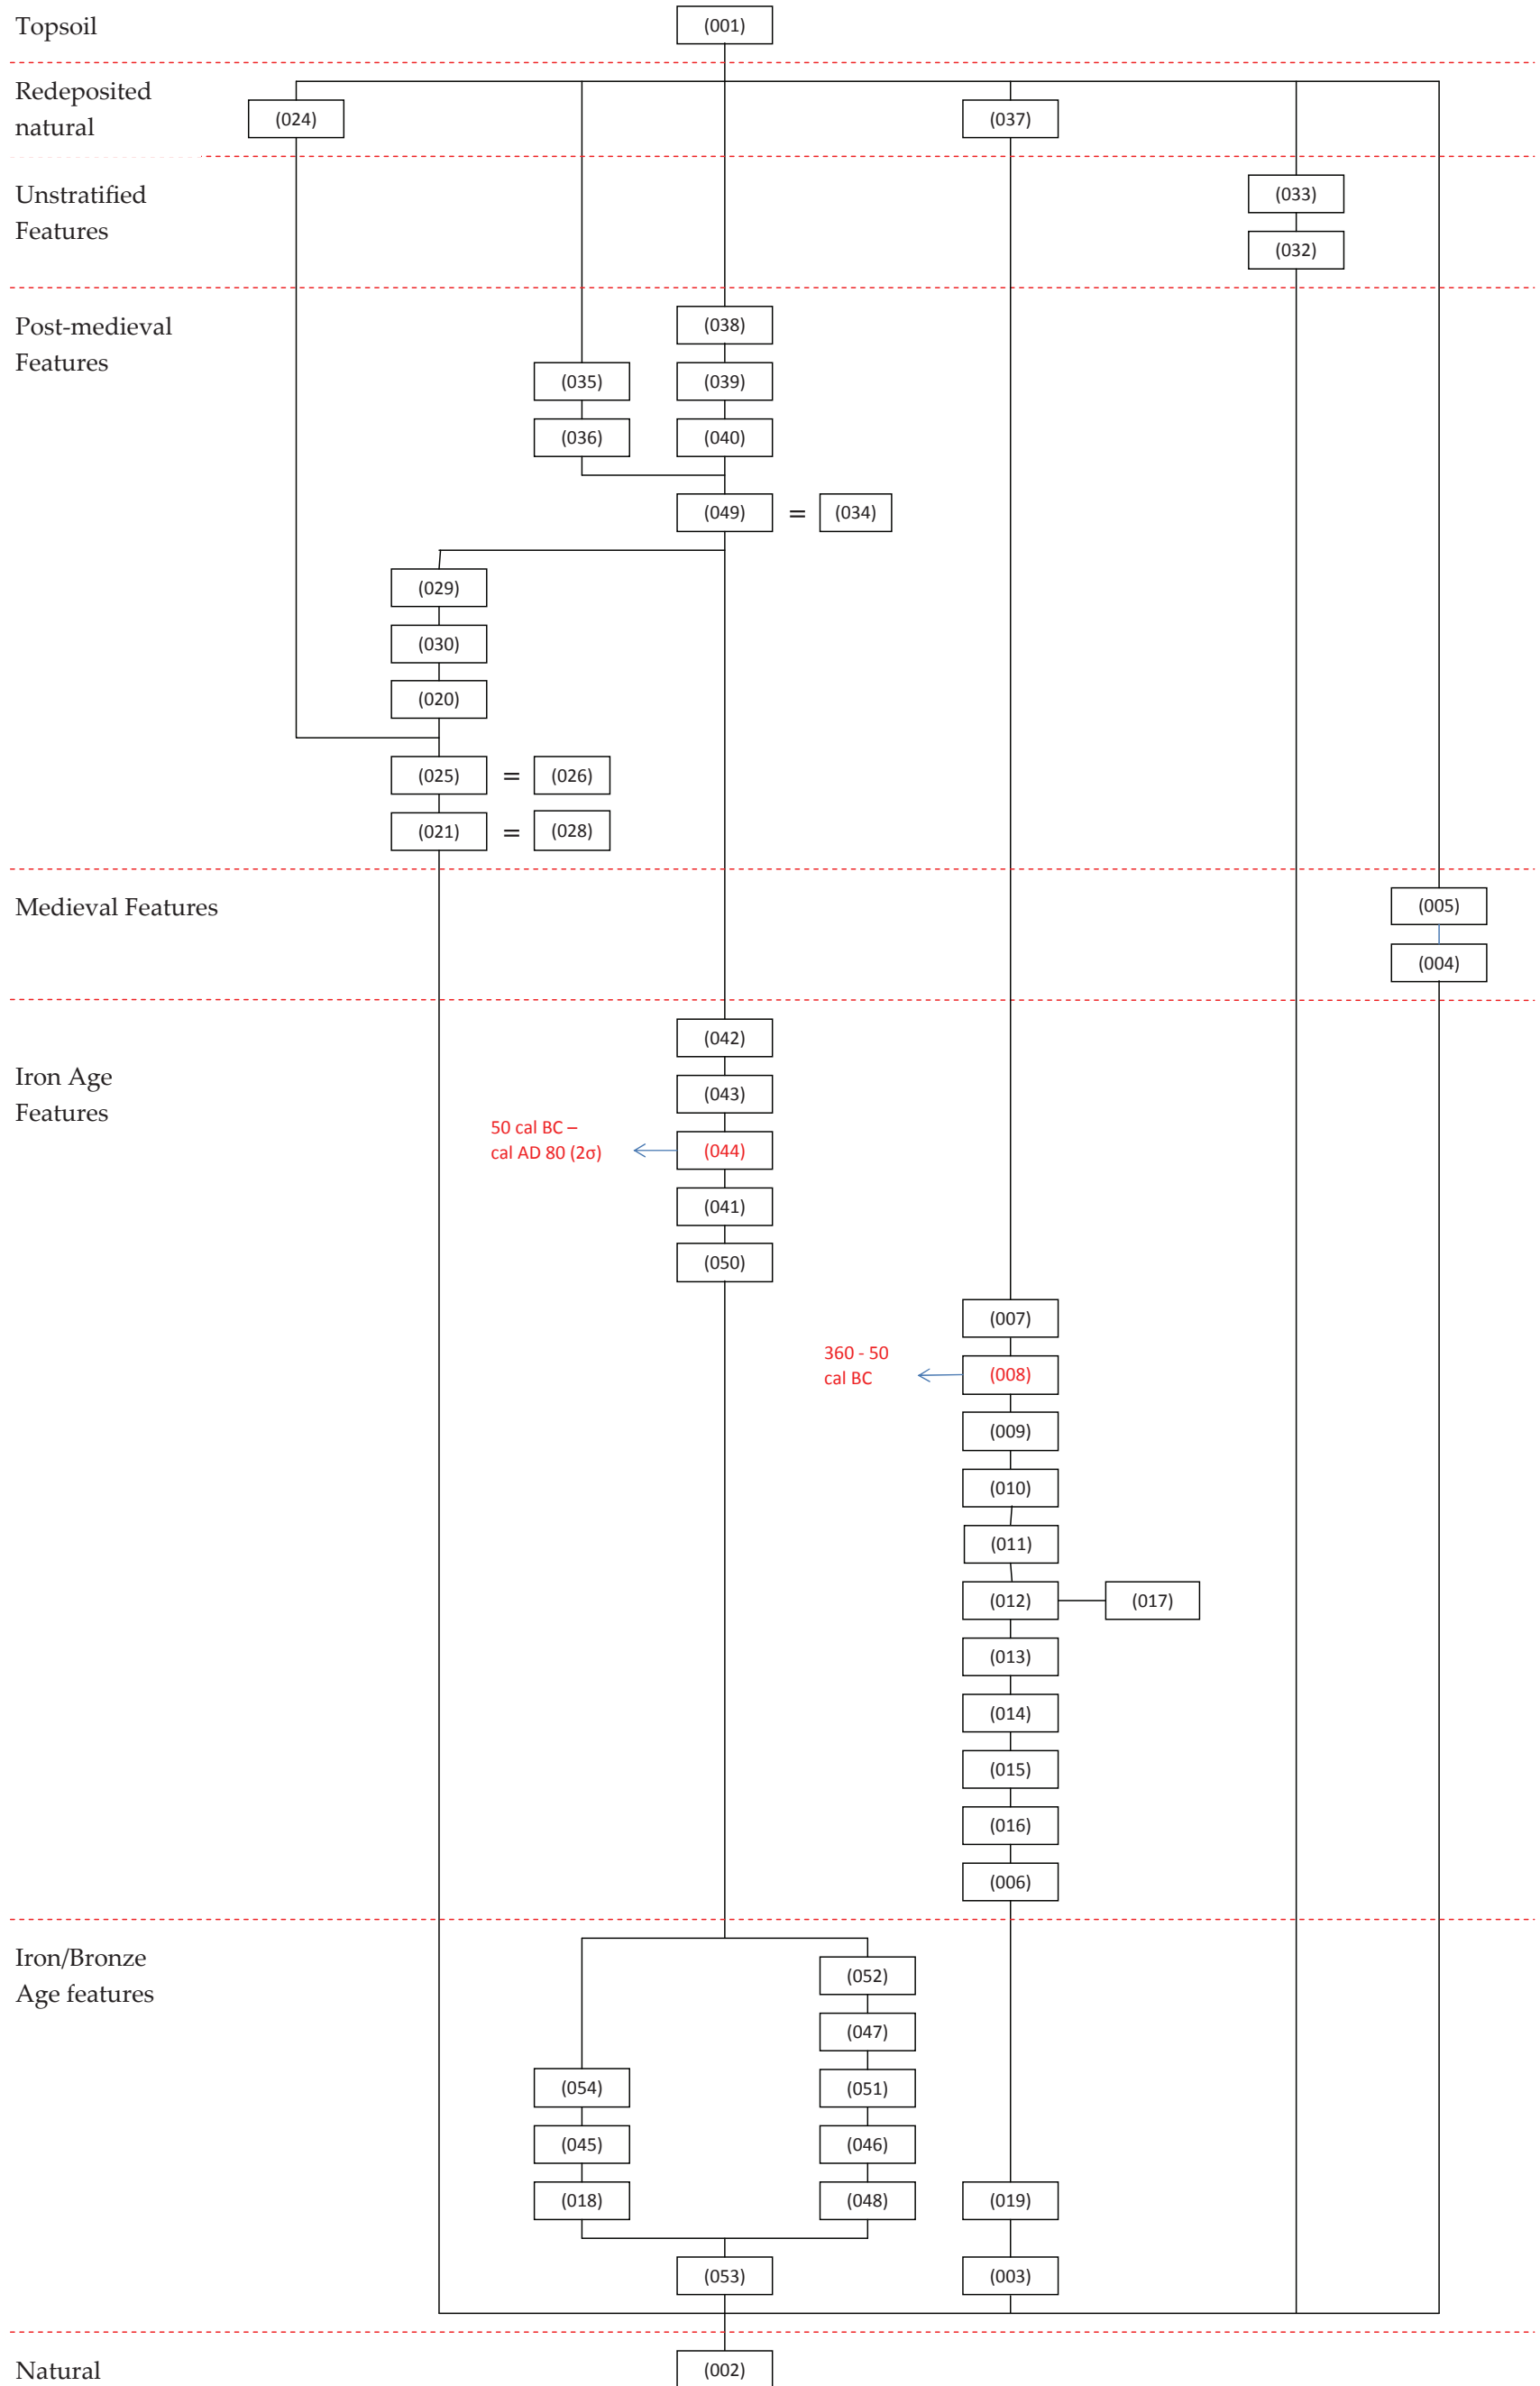 Topsoil
(001)
Redeposited
natural
(024)
(037)
Unstratified
Features
(033)
(032)
Post-medieval
Features
(038)
(035)
(039)
(036)
(040)
(049) = (034)
(029)
(030)
(020)
(025) = (026)
(021) = (028)
Medieval Features
(005)
(004)
Iron Age
Features
(042)
(043)
50 cal BC –
cal AD 80 (2σ)
(044)
(041)
(050)
(007)
360 - 50
cal BC
(008)
(009)
(010)
(011)
(012) (017)
(013)
(014)
(015)
(016)
(006)
Iron/Bronze
Age features
(052)
(047)
(054) (051)
(045) (046)
(018) (048) (019)
(053) (003)
Natural
(002)